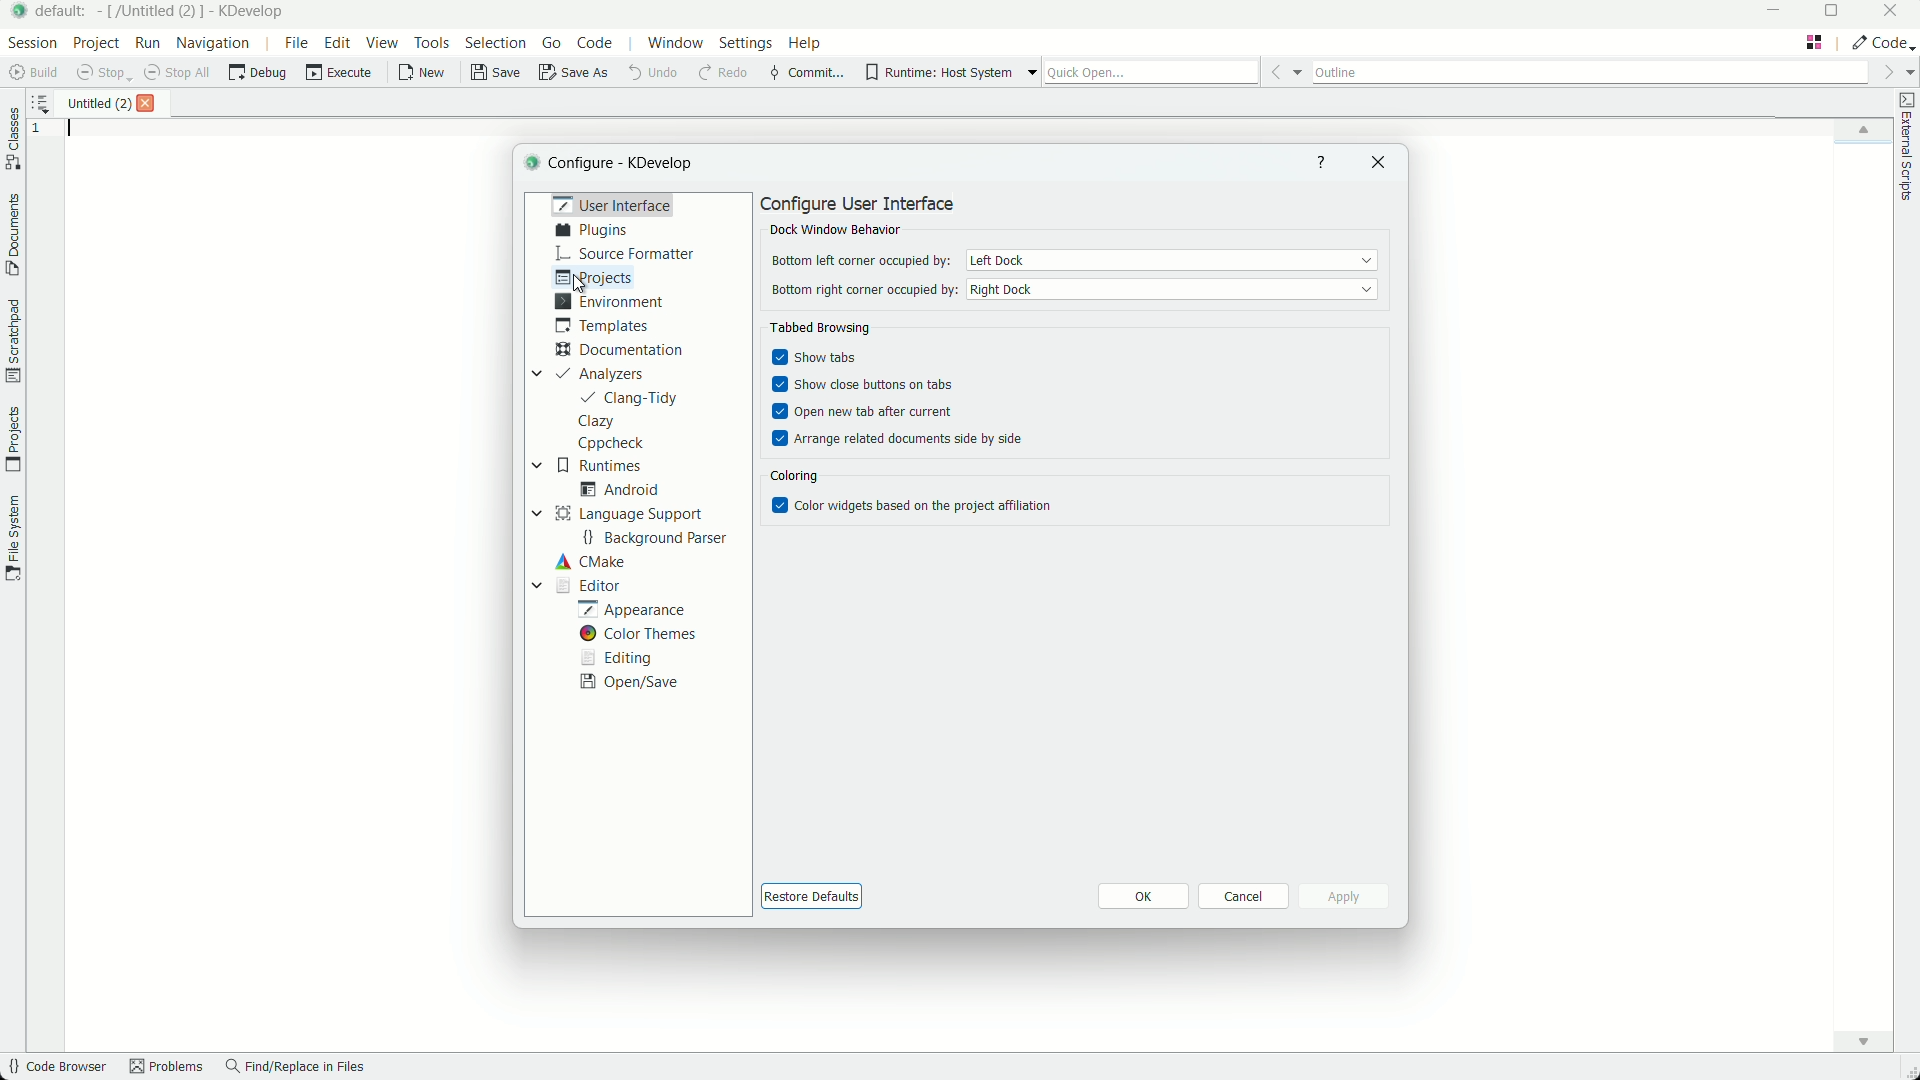 default: - [ /Untitled (2) ] - KDevelop
Session Project Run Navigation | File Edit View Tools Selection Go Code | Window Settings Help | Code
Build Stop Stop All Debug Execute New Save Save As Undo Redo Commit... Runtime: Host System Quick Open... Outline
Untitled (2)
1
Classes
Documents
Scratchpad
Projects
File System
External Scripts
Configure - KDevelop ?
User Interface
Plugins
Source Formatter
Projects
Environment
Templates
Documentation
Analyzers
Clang-Tidy
Clazy
Cppcheck
Runtimes
Android
Language Support
{} Background Parser
CMake
Editor
Appearance
Color Themes
Editing
Open/Save
Configure User Interface
Dock Window Behavior
Bottom left corner occupied by: Left Dock
Bottom right corner occupied by: Right Dock
Tabbed Browsing
Show tabs
Show close buttons on tabs
Open new tab after current
Arrange related documents side by side
Coloring
Color widgets based on the project affiliation
Restore Defaults OK Cancel Apply
{} Code Browser Problems Find/Replace in Files